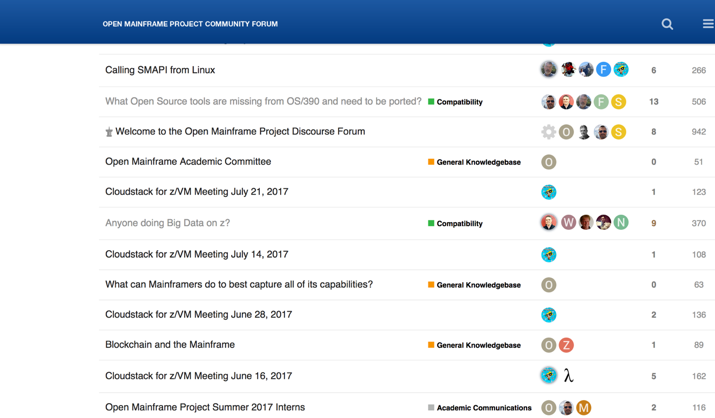 OPEN MAINFRAME PROJECT COMMUNITY FORUM
Calling SMAPI from Linux F 6 266
What Open Source tools are missing from OS/390 and need to be ported? Compatibility F S 13 506
Welcome to the Open Mainframe Project Discourse Forum O S 8 942
Open Mainframe Academic Committee General Knowledgebase O 0 51
Cloudstack for z/VM Meeting July 21, 2017 1 123
Anyone doing Big Data on z? Compatibility W N 9 370
Cloudstack for z/VM Meeting July 14, 2017 1 108
What can Mainframers do to best capture all of its capabilities? General Knowledgebase O 0 63
Cloudstack for z/VM Meeting June 28, 2017 2 136
Blockchain and the Mainframe General Knowledgebase O Z 1 89
Cloudstack for z/VM Meeting June 16, 2017 λ 5 162
Open Mainframe Project Summer 2017 Interns Academic Communications O M 2 116